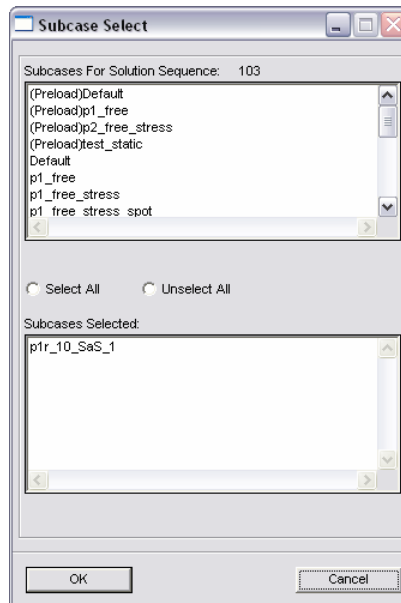 Subcase Select
Subcases For Solution Sequence: 103
(Preload)Default
(Preload)p1_free
(Preload)p2_free_stress
(Preload)test_static
Default
p1_free
p1_free_stress
p1_free_stress_spot
Select All Unselect All
Subcases Selected:
p1r_10_SaS_1
OK Cancel